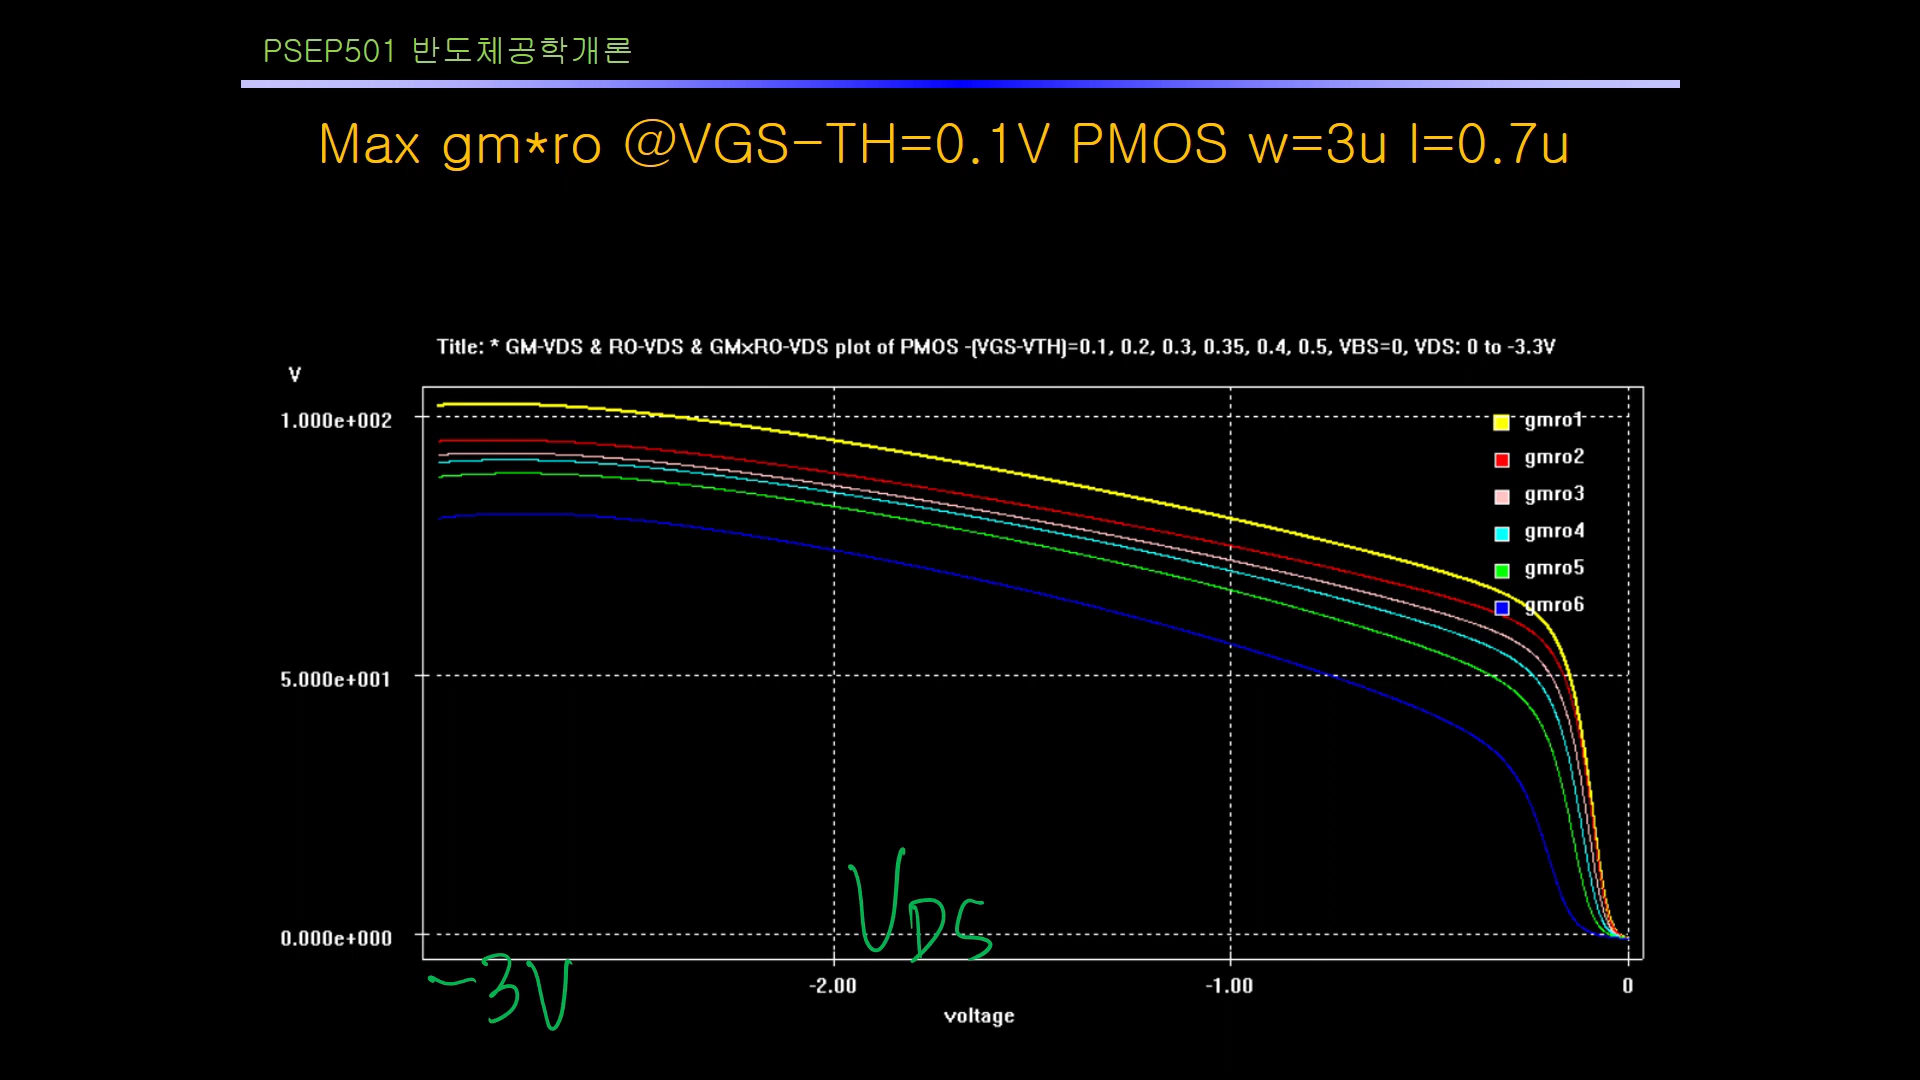 PSEP501 반도체공학개론
Max gm*ro @VGS-TH=0.1V PMOS w=3u l=0.7u
Title: * GM-VDS & RO-VDS & GMxRO-VDS plot of PMOS -(VGS-VTH)=0.1, 0.2, 0.3, 0.35, 0.4, 0.5, VBS=0, VDS: 0 to -3.3V
V
1.000e+002
gmro1
gmro2
gmro3
gmro4
gmro5
gmro6
5.000e+001
0.000e+000
VDS
-3V
-2.00
-1.00
0
voltage